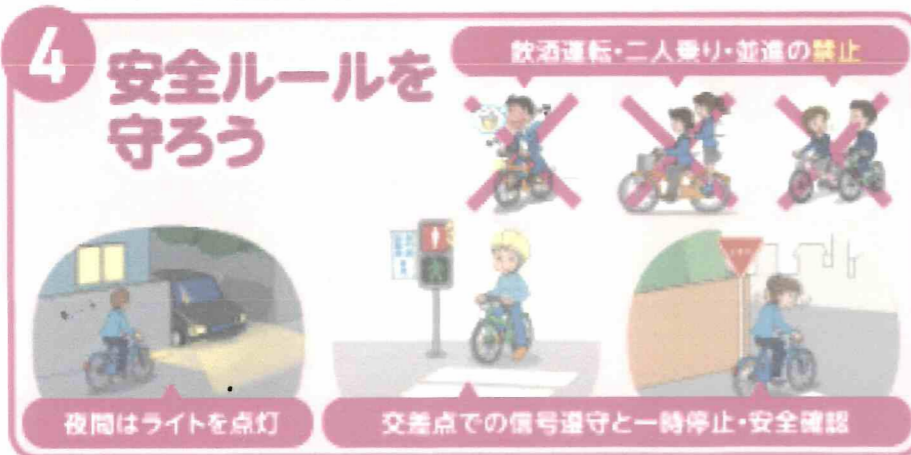 4
安全ルールを
守ろう
飲酒運転・二人乗り・並進の禁止
夜間はライトを点灯
交差点での信号遵守と一時停止・安全確認